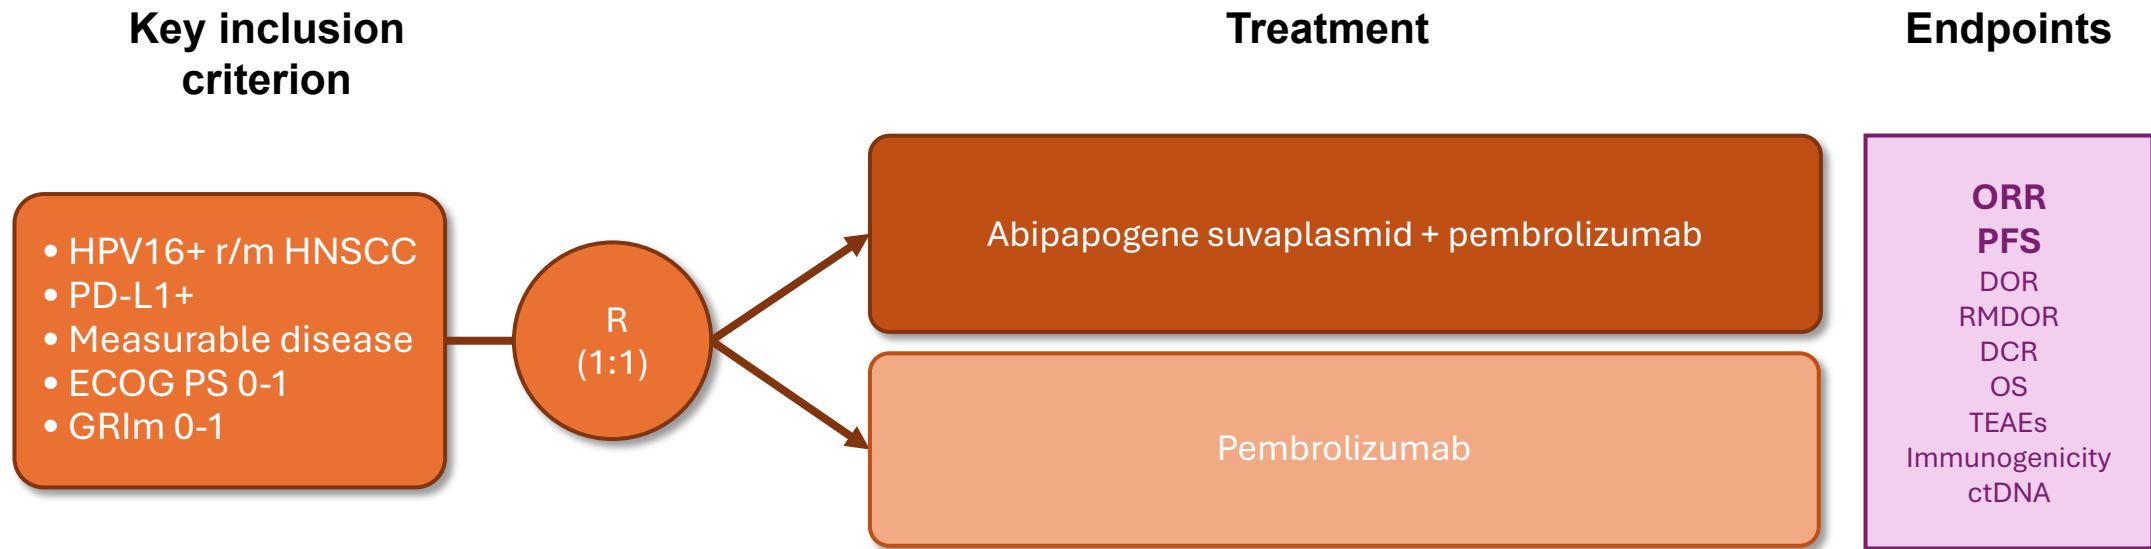 Key inclusion
criterion
Treatment
Endpoints
• HPV16+ r/m HNSCC
• PD-L1+
• Measurable disease
• ECOG PS 0-1
• GRIm 0-1
R
(1:1)
Abipapogene suvaplasmid + pembrolizumab
Pembrolizumab
ORR
PFS
DOR
RMDOR
DCR
OS
TEAEs
Immunogenicity
ctDNA